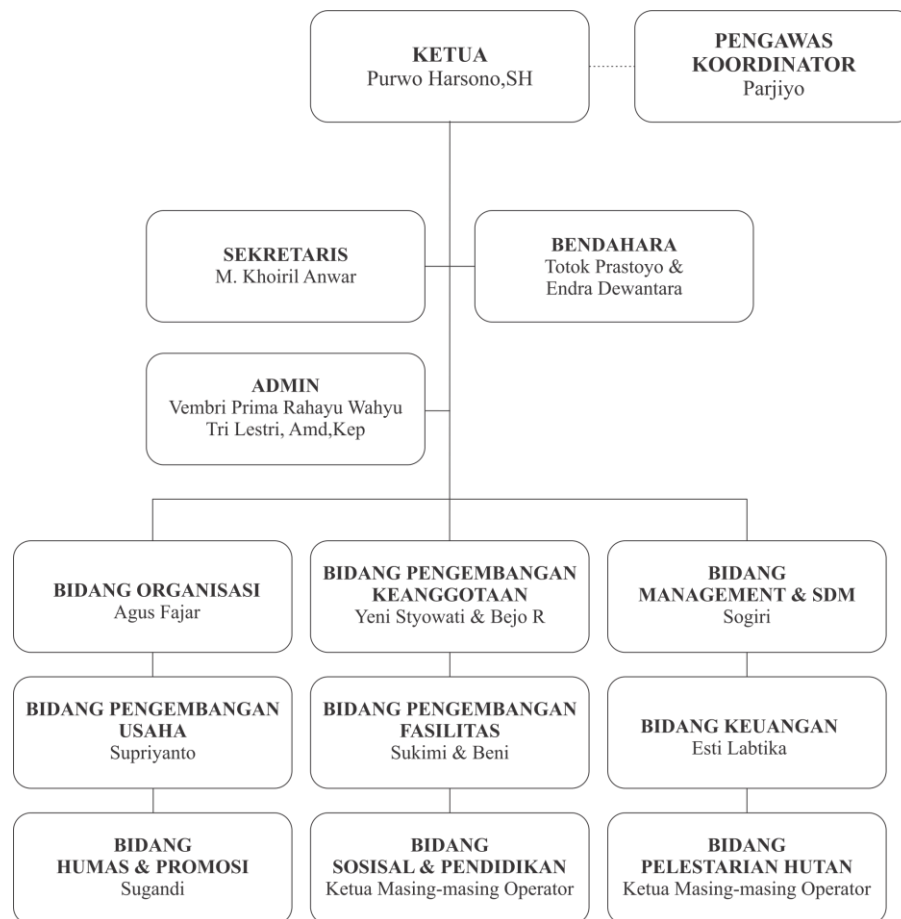 KETUA
Purwo Harsono,SH
PENGAWAS
KOORDINATOR
Parjiyo
SEKRETARIS
M. Khoiril Anwar
BENDAHARA
Totok Prastoyo &
Endra Dewantara
ADMIN
Vembri Prima Rahayu Wahyu
Tri Lestri, Amd,Kep
BIDANG ORGANISASI
Agus Fajar
BIDANG PENGEMBANGAN
KEANGGOTAAN
Yeni Styowati & Bejo R
BIDANG
MANAGEMENT & SDM
Sogiri
BIDANG PENGEMBANGAN
USAHA
Supriyanto
BIDANG PENGEMBANGAN
FASILITAS
Sukimi & Beni
BIDANG KEUANGAN
Esti Labtika
BIDANG
HUMAS & PROMOSI
Sugandi
BIDANG
SOSISAL & PENDIDIKAN
Ketua Masing-masing Operator
BIDANG
PELESTARIAN HUTAN
Ketua Masing-masing Operator